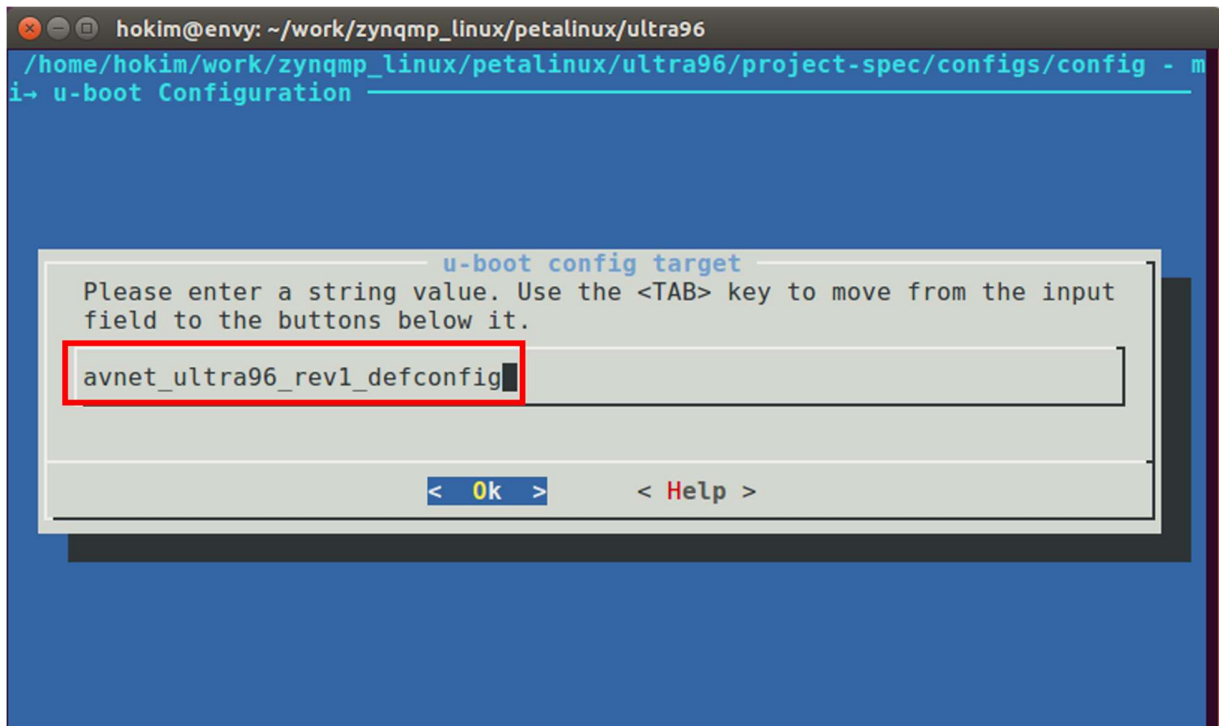 hokim@envy: ~/work/zynqmp_linux/petalinux/ultra96
/home/hokim/work/zynqmp_linux/petalinux/ultra96/project-spec/configs/config - m
i→ u-boot Configuration
u-boot config target
Please enter a string value. Use the <TAB> key to move from the input
field to the buttons below it.
avnet_ultra96_rev1_defconfig
< Ok > < Help >